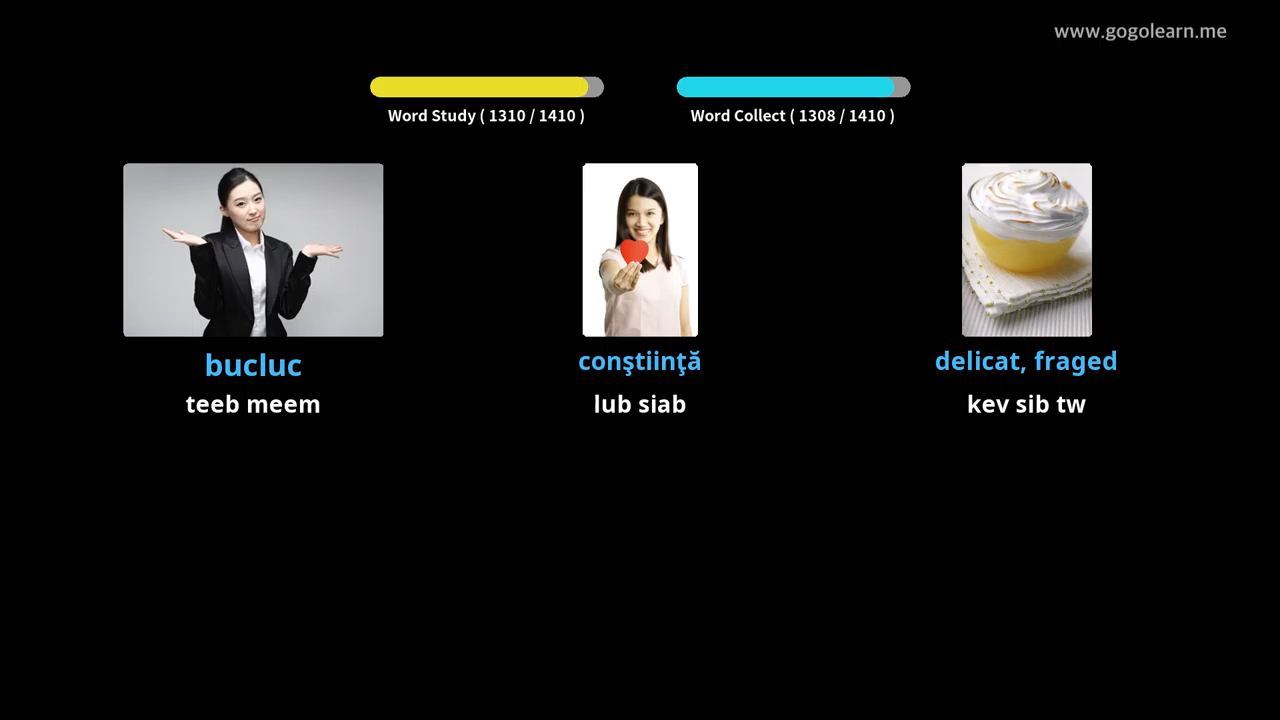 www.gogolearn.me
Word Study ( 1310 / 1410 )
Word Collect ( 1308 / 1410 )
bucluc
conştiinţă
delicat, fraged
teeb meem
lub siab
kev sib tw